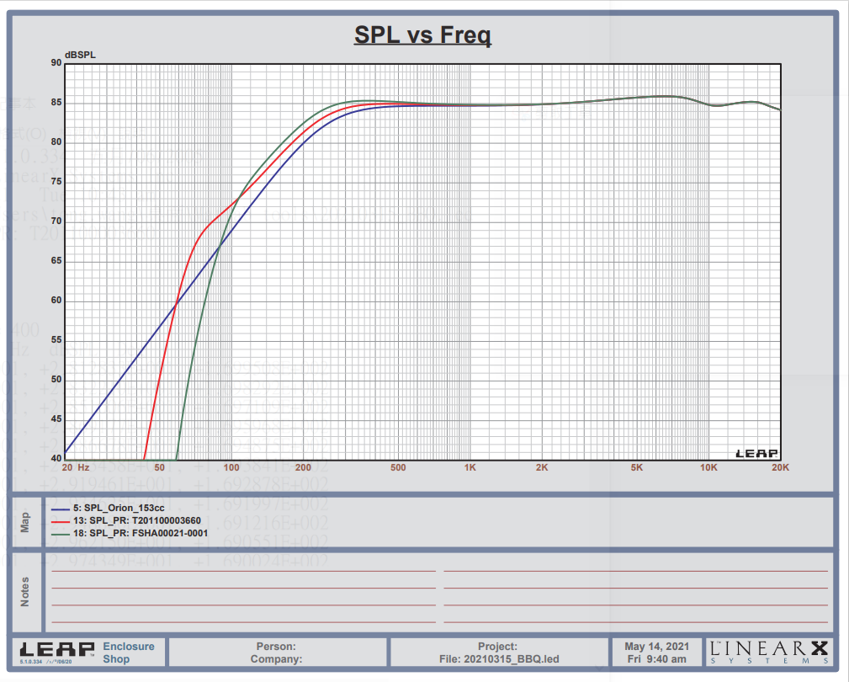 SPL vs Freq
dBSPL
90
85
80
75
70
65
60
55
50
45
40
20 Hz 50 100 200 500 1K 2K 5K 10K 20K
LEAP
Map
5: SPL_Orion_153cc
13: SPL_PR: T201100003660
18: SPL_PR: FSHA00021-0001
Notes
LEAP Enclosure
Shop
Person:
Company:
Project:
File: 20210315_BBQ.led
May 14, 2021
Fri 9:40 am
LINEARX
SYSTEMS